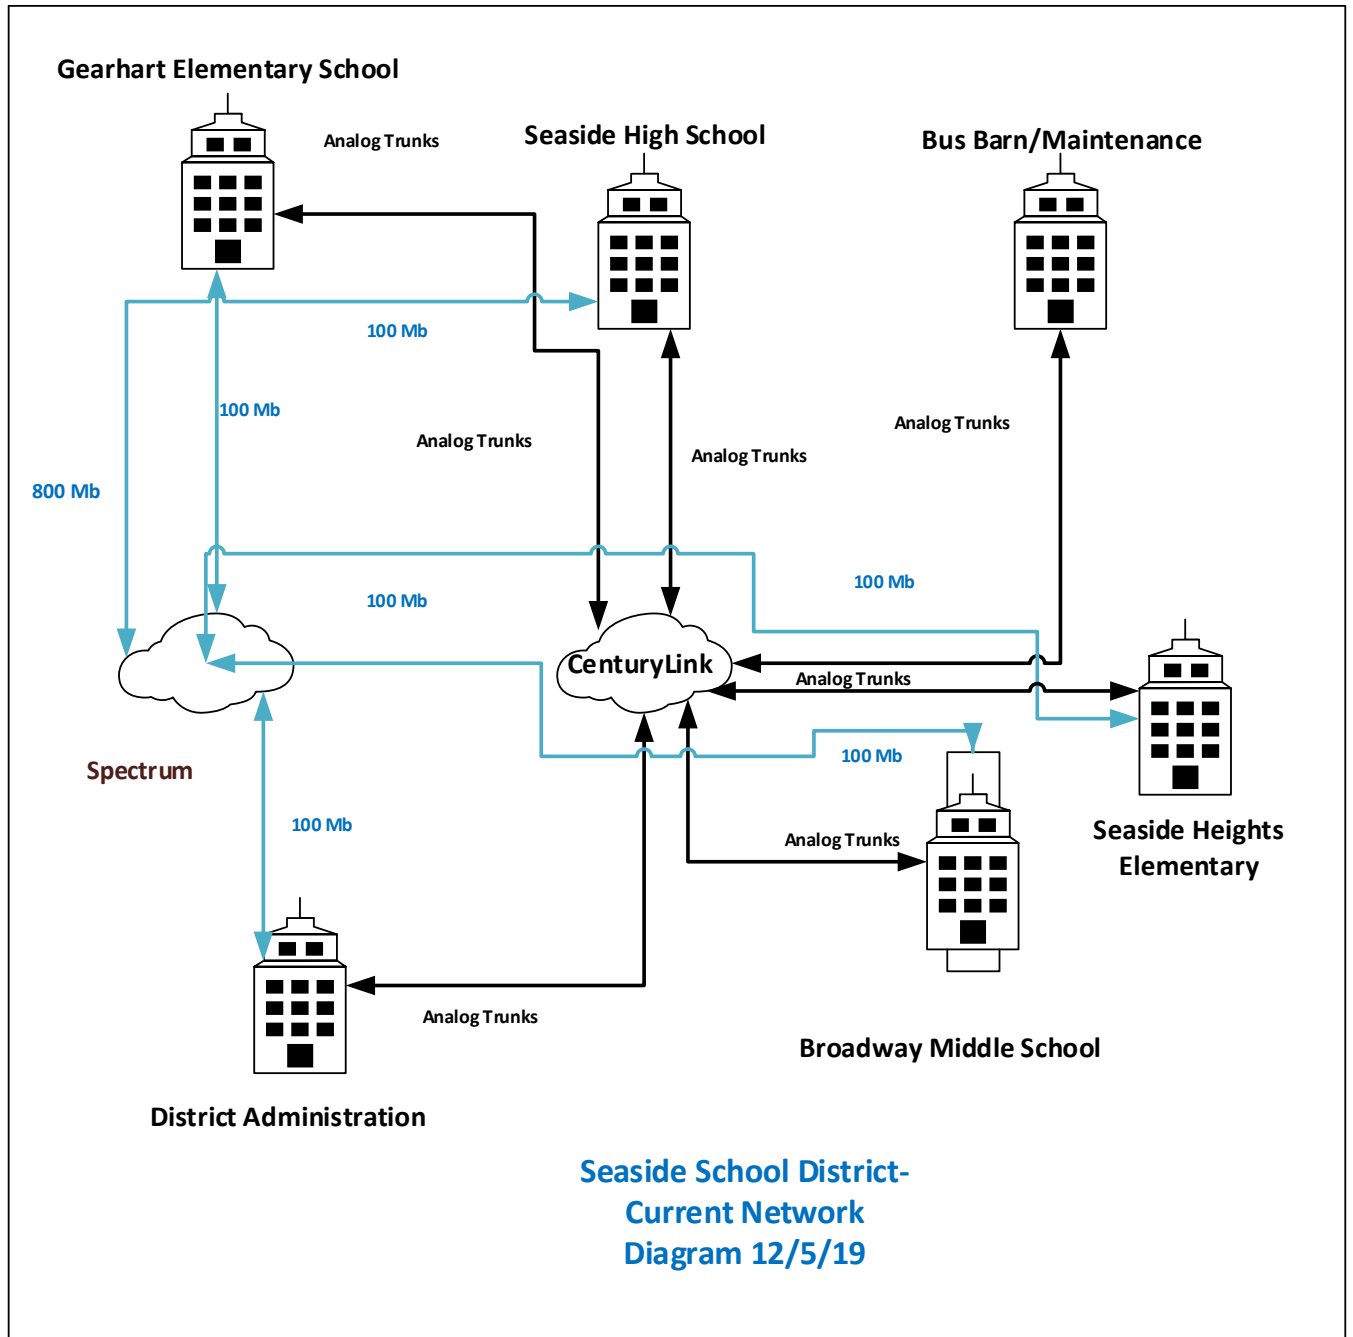 Gearhart Elementary School
Analog Trunks
Seaside High School
Bus Barn/Maintenance
100 Mb
100 Mb
Analog Trunks
Analog Trunks
Analog Trunks
800 Mb
100 Mb
100 Mb
CenturyLink
Analog Trunks
Spectrum
100 Mb
100 Mb
Analog Trunks
Seaside Heights
Elementary
Analog Trunks
Broadway Middle School
District Administration
Seaside School District-
Current Network
Diagram 12/5/19